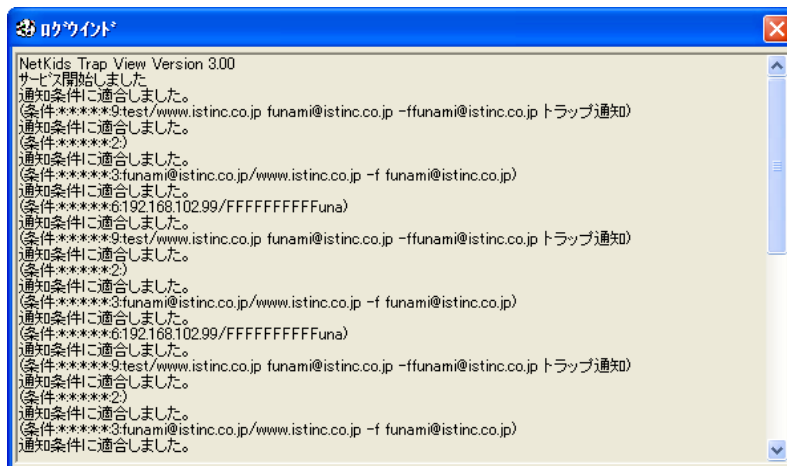 ログウインド
NetKids Trap View Version 3.00
サービス開始しました
通知条件に適合しました。
(条件:*:*:*:*:*:9:test/www.istinc.co.jp funami@istinc.co.jp -ffunami@istinc.co.jp トラップ通知)
通知条件に適合しました。
(条件:*:*:*:*:*:2:)
通知条件に適合しました。
(条件:*:*:*:*:*:3:funami@istinc.co.jp/www.istinc.co.jp -f funami@istinc.co.jp)
通知条件に適合しました。
(条件:*:*:*:*:*:6:192.168.102.99/FFFFFFFFFFFuna)
通知条件に適合しました。
(条件:*:*:*:*:*:9:test/www.istinc.co.jp funami@istinc.co.jp -ffunami@istinc.co.jp トラップ通知)
通知条件に適合しました。
(条件:*:*:*:*:*:2:)
通知条件に適合しました。
(条件:*:*:*:*:*:3:funami@istinc.co.jp/www.istinc.co.jp -f funami@istinc.co.jp)
通知条件に適合しました。
(条件:*:*:*:*:*:6:192.168.102.99/FFFFFFFFFFFuna)
通知条件に適合しました。
(条件:*:*:*:*:*:9:test/www.istinc.co.jp funami@istinc.co.jp -ffunami@istinc.co.jp トラップ通知)
通知条件に適合しました。
(条件:*:*:*:*:*:2:)
通知条件に適合しました。
(条件:*:*:*:*:*:3:funami@istinc.co.jp/www.istinc.co.jp -f funami@istinc.co.jp)
通知条件に適合しました。